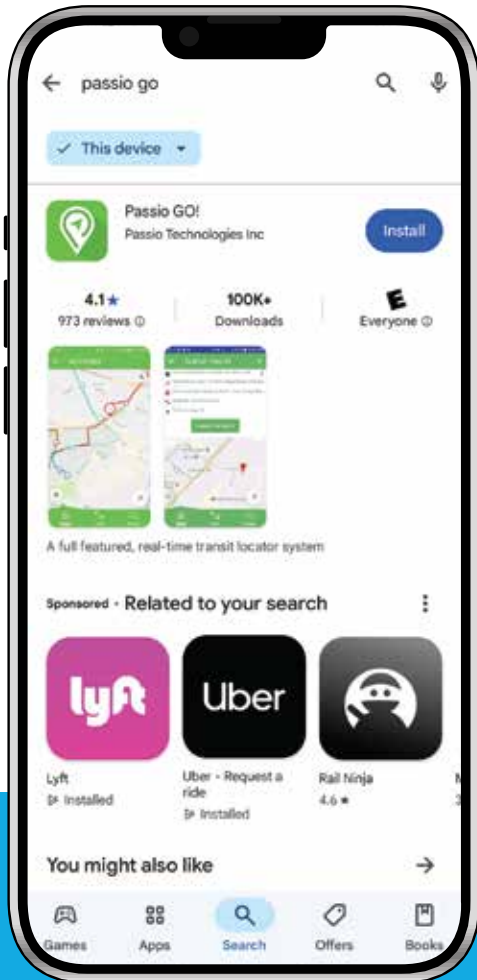 passio go
This device
Passio GO!
Passio Technologies Inc
Install
4.1★
973 reviews
100K+
Downloads
E
Everyone
A full featured, real-time transit locator system
Sponsored · Related to your search
lyft
Uber
Lyft
Installed
Uber - Request a
ride
Installed
Rail Ninja
4.6 ★
You might also like
Games
Apps
Search
Offers
Books